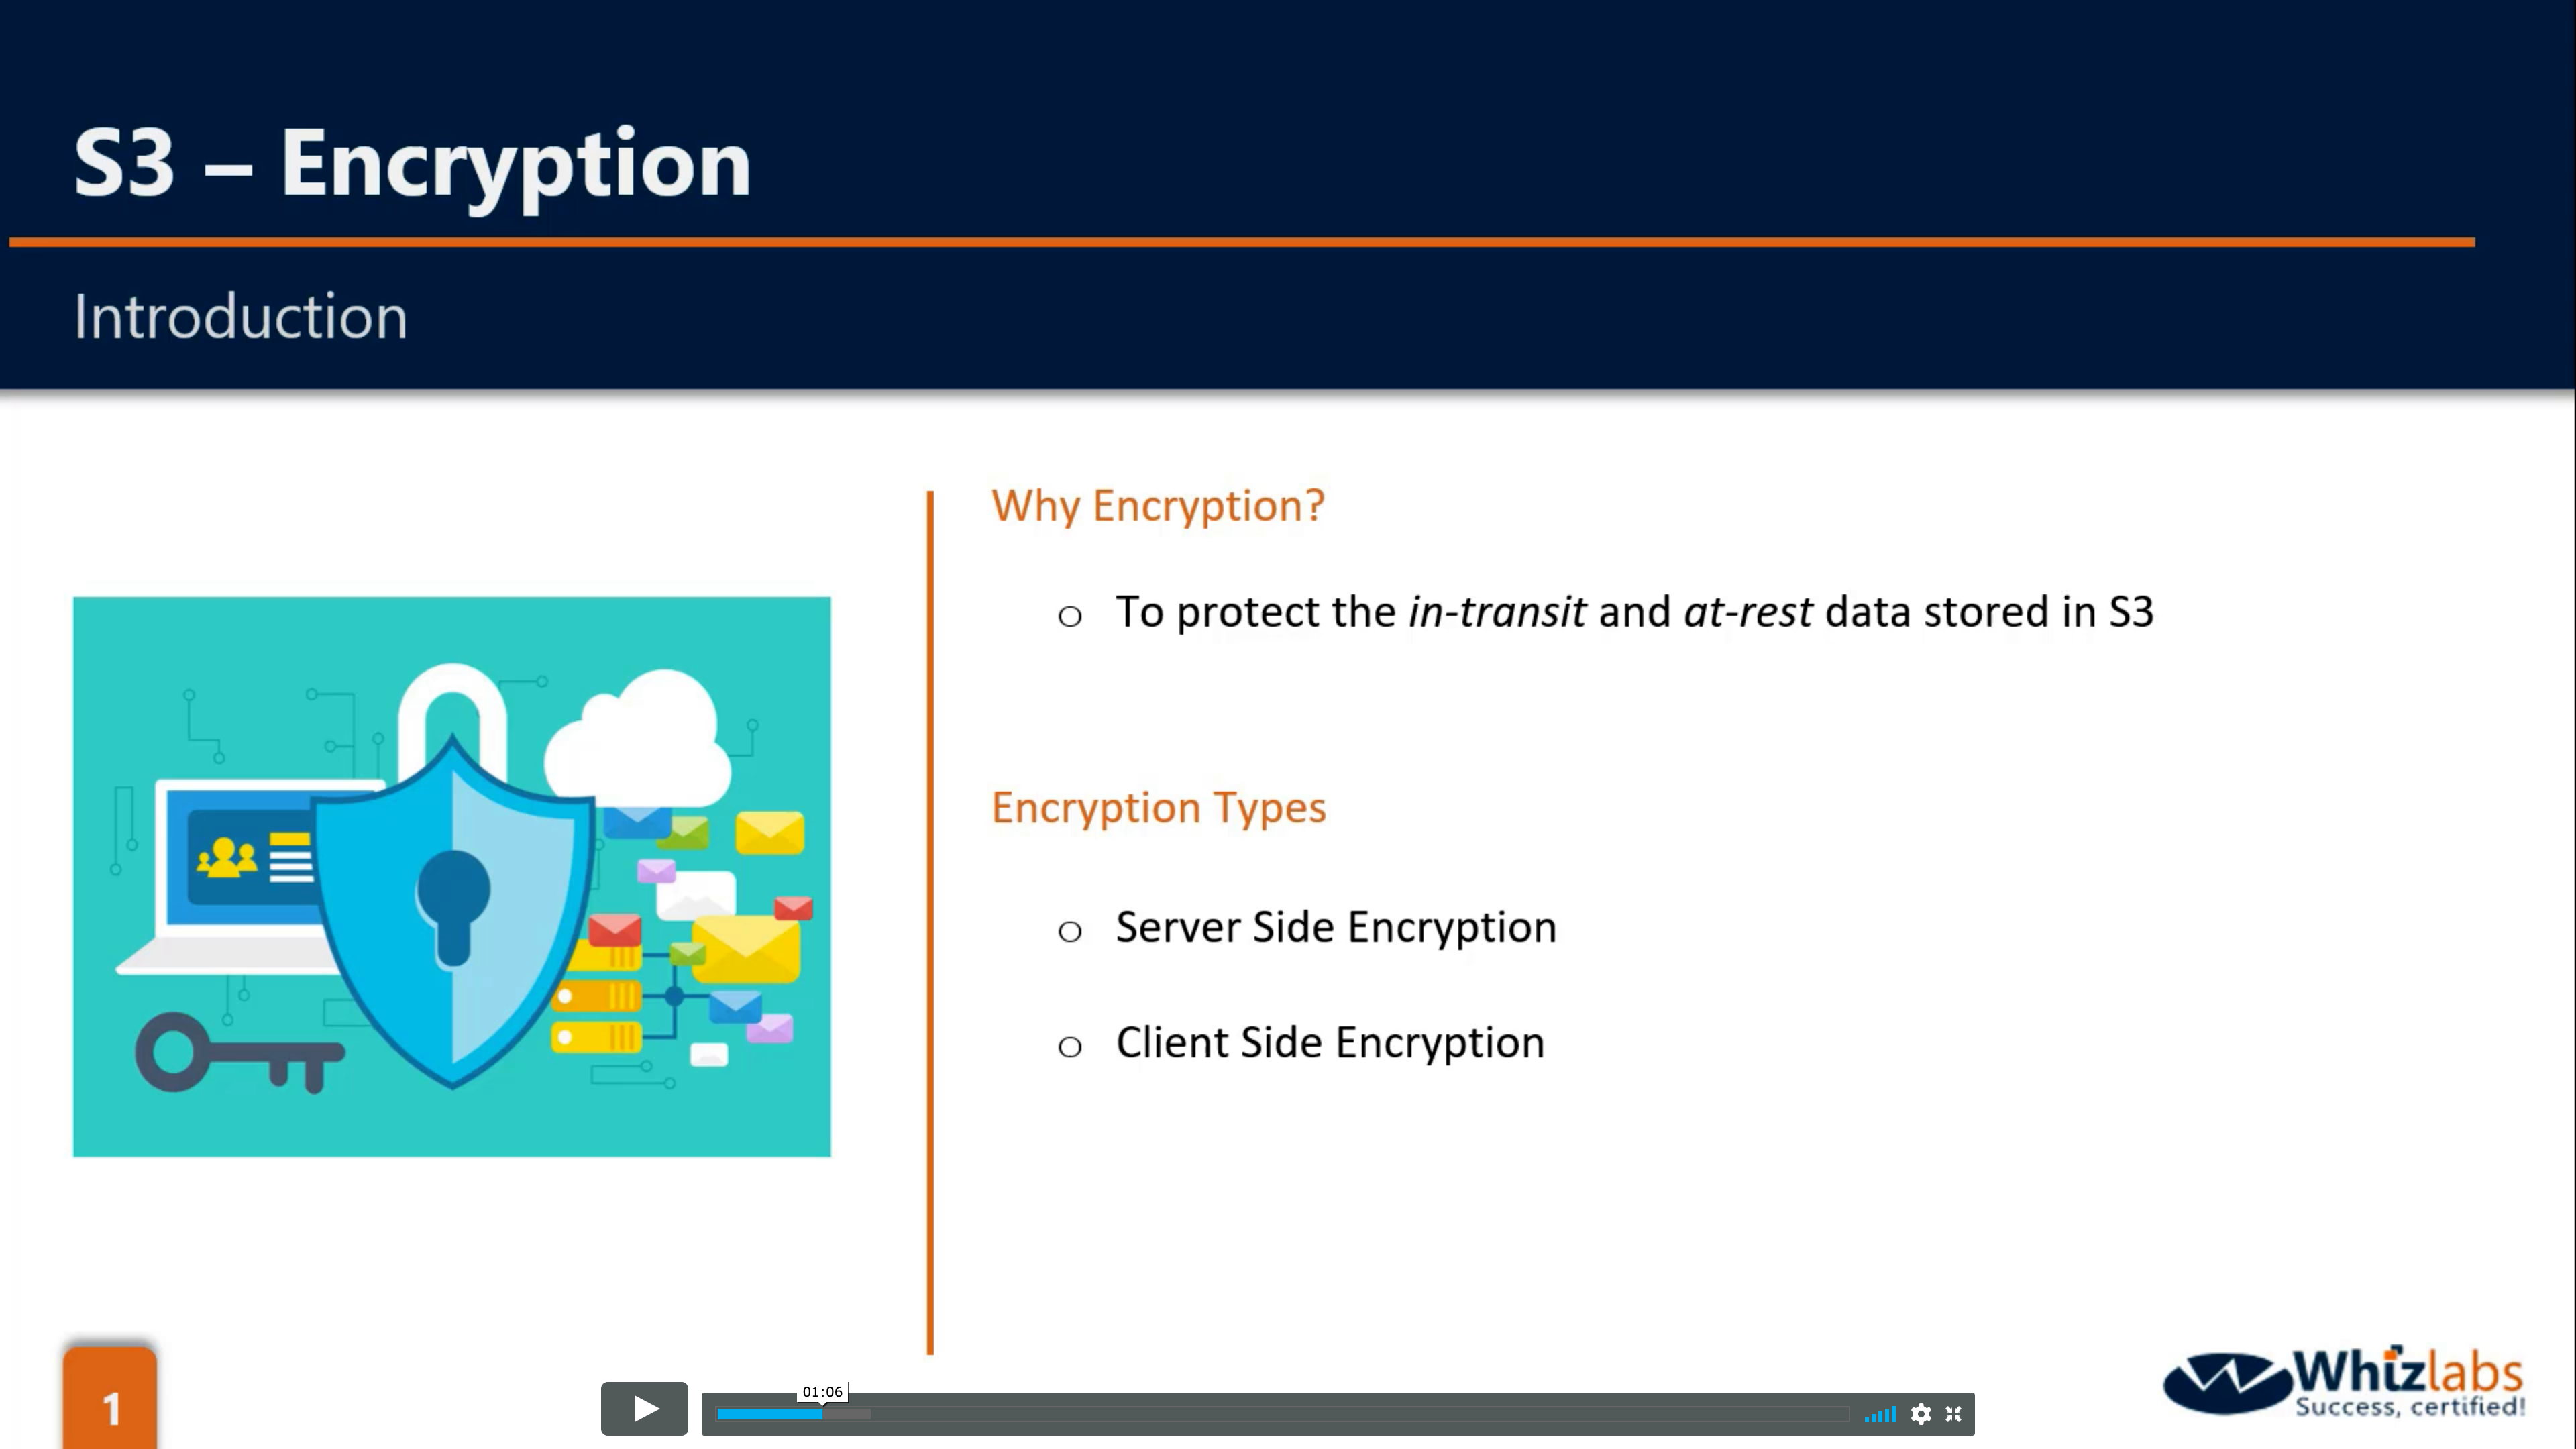 S3 – Encryption
Introduction
Why Encryption?
o To protect the in-transit and at-rest data stored in S3
Encryption Types
o Server Side Encryption
o Client Side Encryption
1
01:06
Whizlabs
Success, certified!